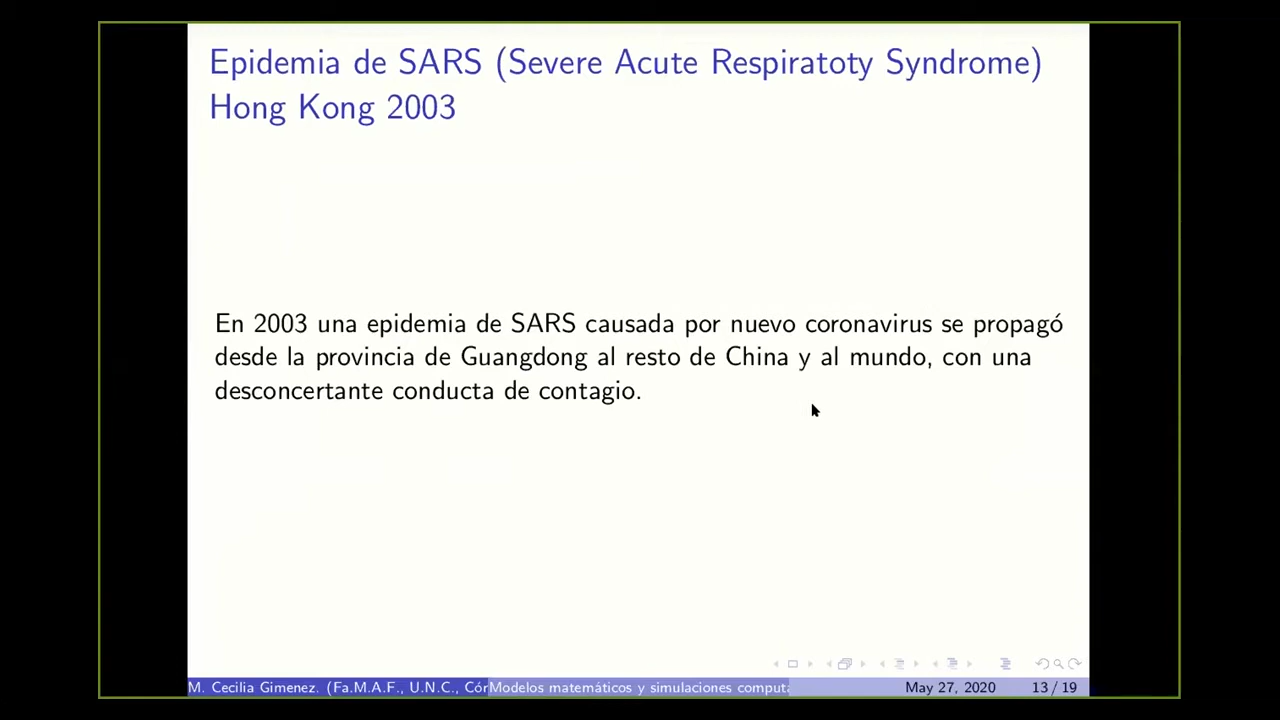 Epidemia de SARS (Severe Acute Respiratoty Syndrome)
Hong Kong 2003
En 2003 una epidemia de SARS causada por nuevo coronavirus se propagó
desde la provincia de Guangdong al resto de China y al mundo, con una
desconcertante conducta de contagio.
M. Cecilia Gimenez. (Fa.M.A.F., U.N.C., Cór Modelos matemáticos y simulaciones computa May 27, 2020 13 / 19